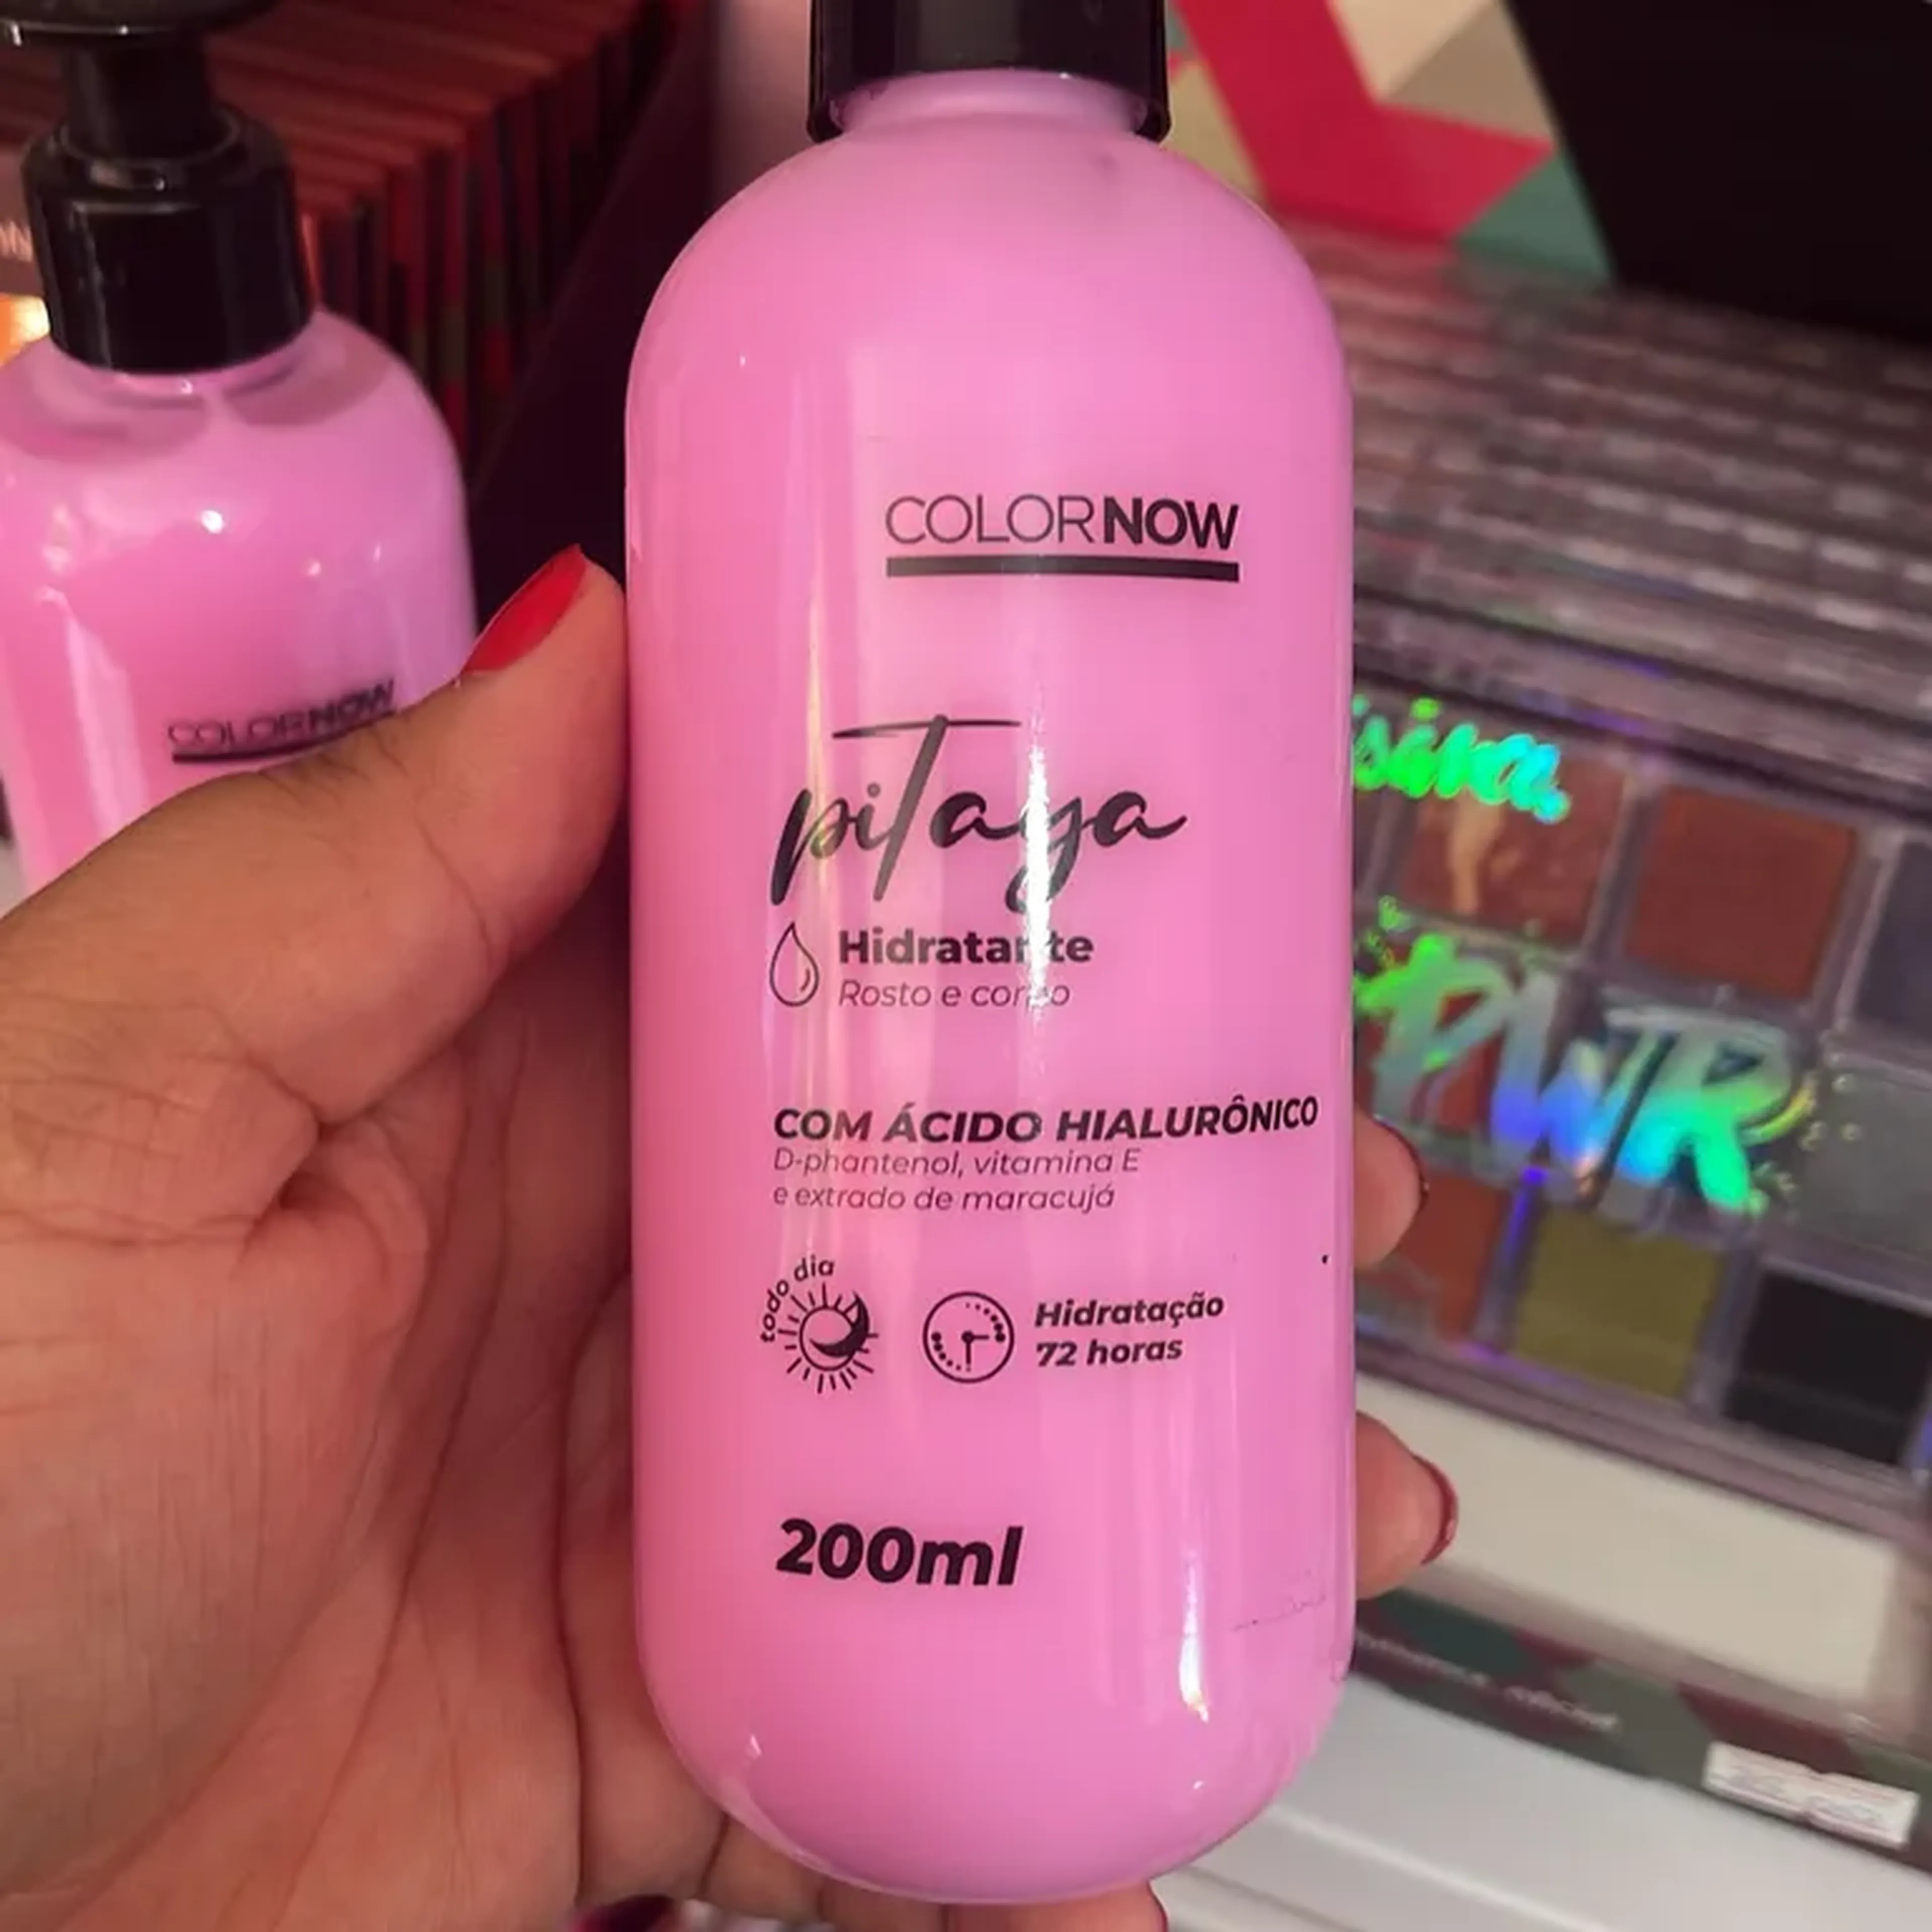 COLORNOW
COLORNOW
pitaya
Hidratante
Rosto e corpo
COM ÁCIDO HIALURÔNICO
D-phantenol, vitamina E
e extrado de maracujá
todo dia
Hidratação
72 horas
200ml
PWR